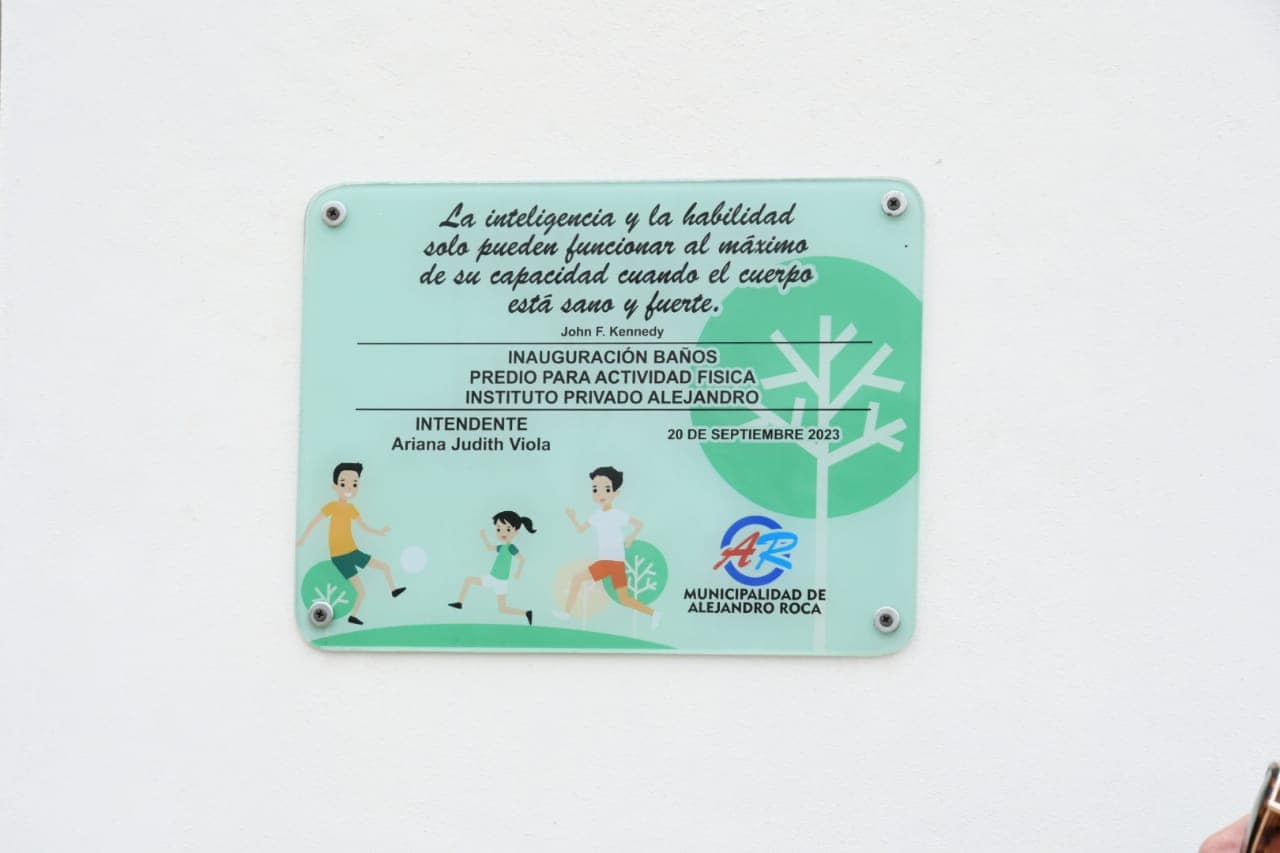 La inteligencia y la habilidad
solo pueden funcionar al máximo
de su capacidad cuando el cuerpo
está sano y fuerte.
John F. Kennedy
INAUGURACIÓN BAÑOS
PREDIO PARA ACTIVIDAD FISICA
INSTITUTO PRIVADO ALEJANDRO
INTENDENTE
Ariana Judith Viola
20 DE SEPTIEMBRE 2023
AR
MUNICIPALIDAD DE
ALEJANDRO ROCA